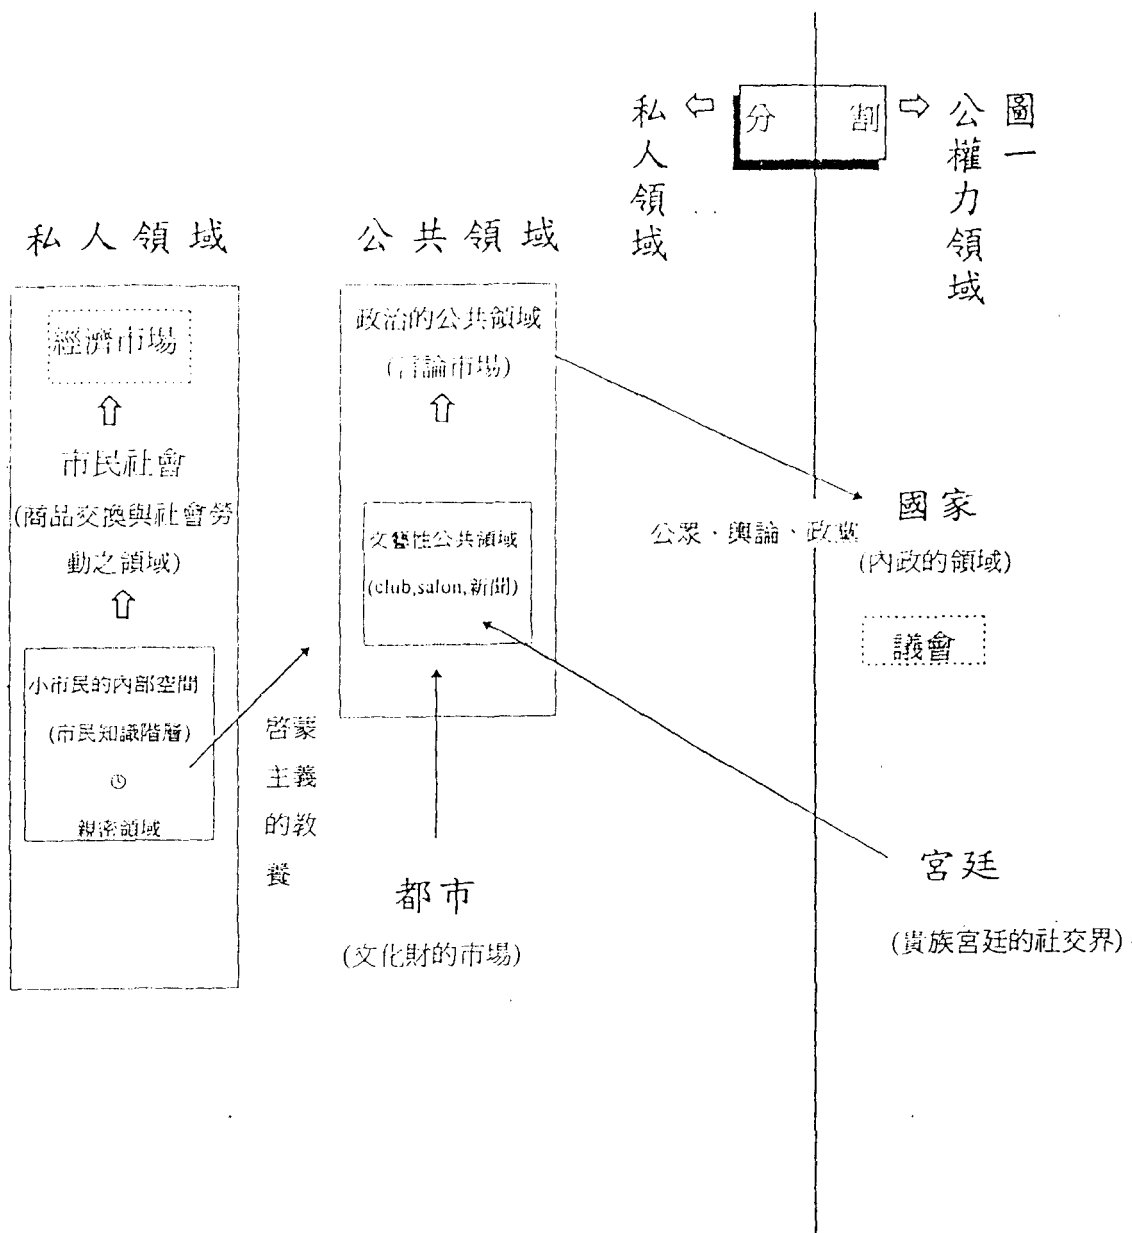 圖一
公權力領域
分 割
私人領域
公共領域
政治的公共領域
(言論市場)
文藝性公共領域
(club,salon,新聞)
私人領域
經濟市場
市民社會
(商品交換與社會勞
動之領域)
小市民的內部空間
(市民知識階層)
親密領域
啓蒙
主義
的教
養
都市
(文化財的市場)
公眾、輿論、政黨
國家
(內政的領域)
議會
宮廷
(貴族宮廷的社交界)